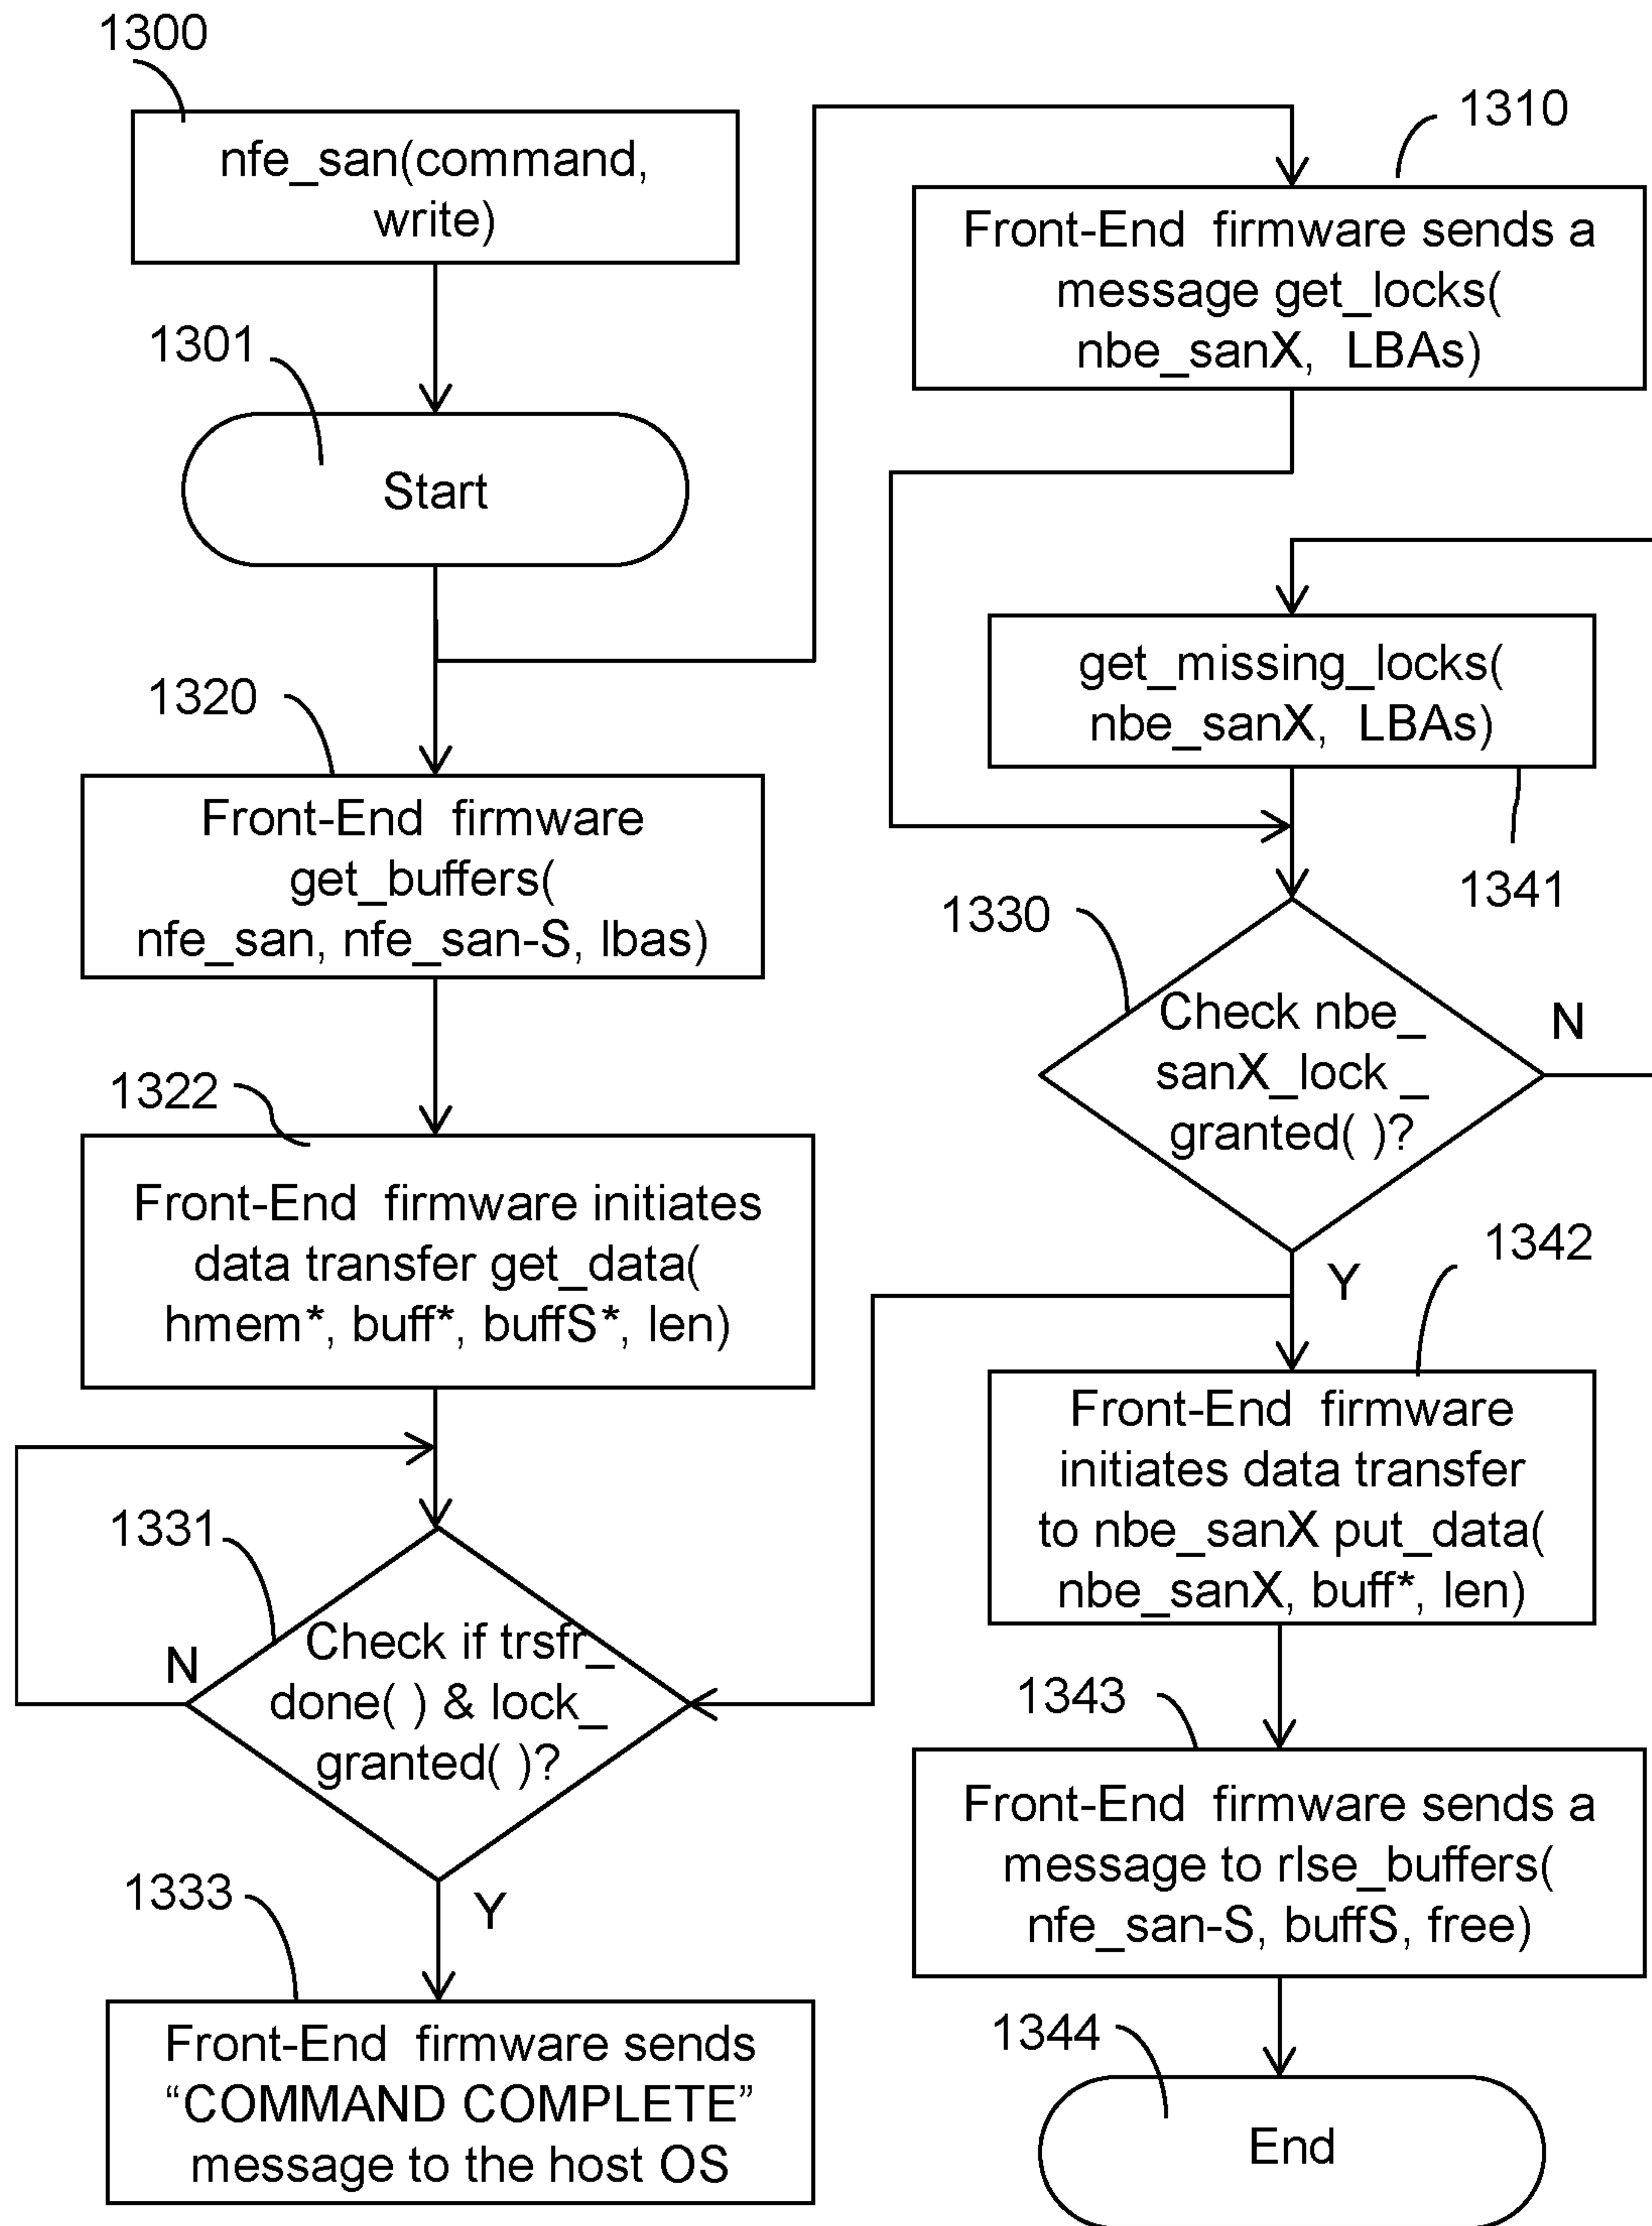 1300
nfe_san(command,
write)
1301
Start
1320
Front-End firmware
get_buffers(
nfe_san, nfe_san-S, lbas)
1322
Front-End firmware initiates
data transfer get_data(
hmem*, buff*, buffS*, len)
1331
N
Check if trsfr_
done( ) & lock_
granted( )?
Y
1333
Front-End firmware sends
“COMMAND COMPLETE”
message to the host OS
1310
Front-End firmware sends a
message get_locks(
nbe_sanX, LBAs)
get_missing_locks(
nbe_sanX, LBAs)
1341
1330
Check nbe_
sanX_lock _
granted( )?
N
Y
1342
Front-End firmware
initiates data transfer
to nbe_sanX put_data(
nbe_sanX, buff*, len)
1343
Front-End firmware sends a
message to rlse_buffers(
nfe_san-S, buffS, free)
1344
End